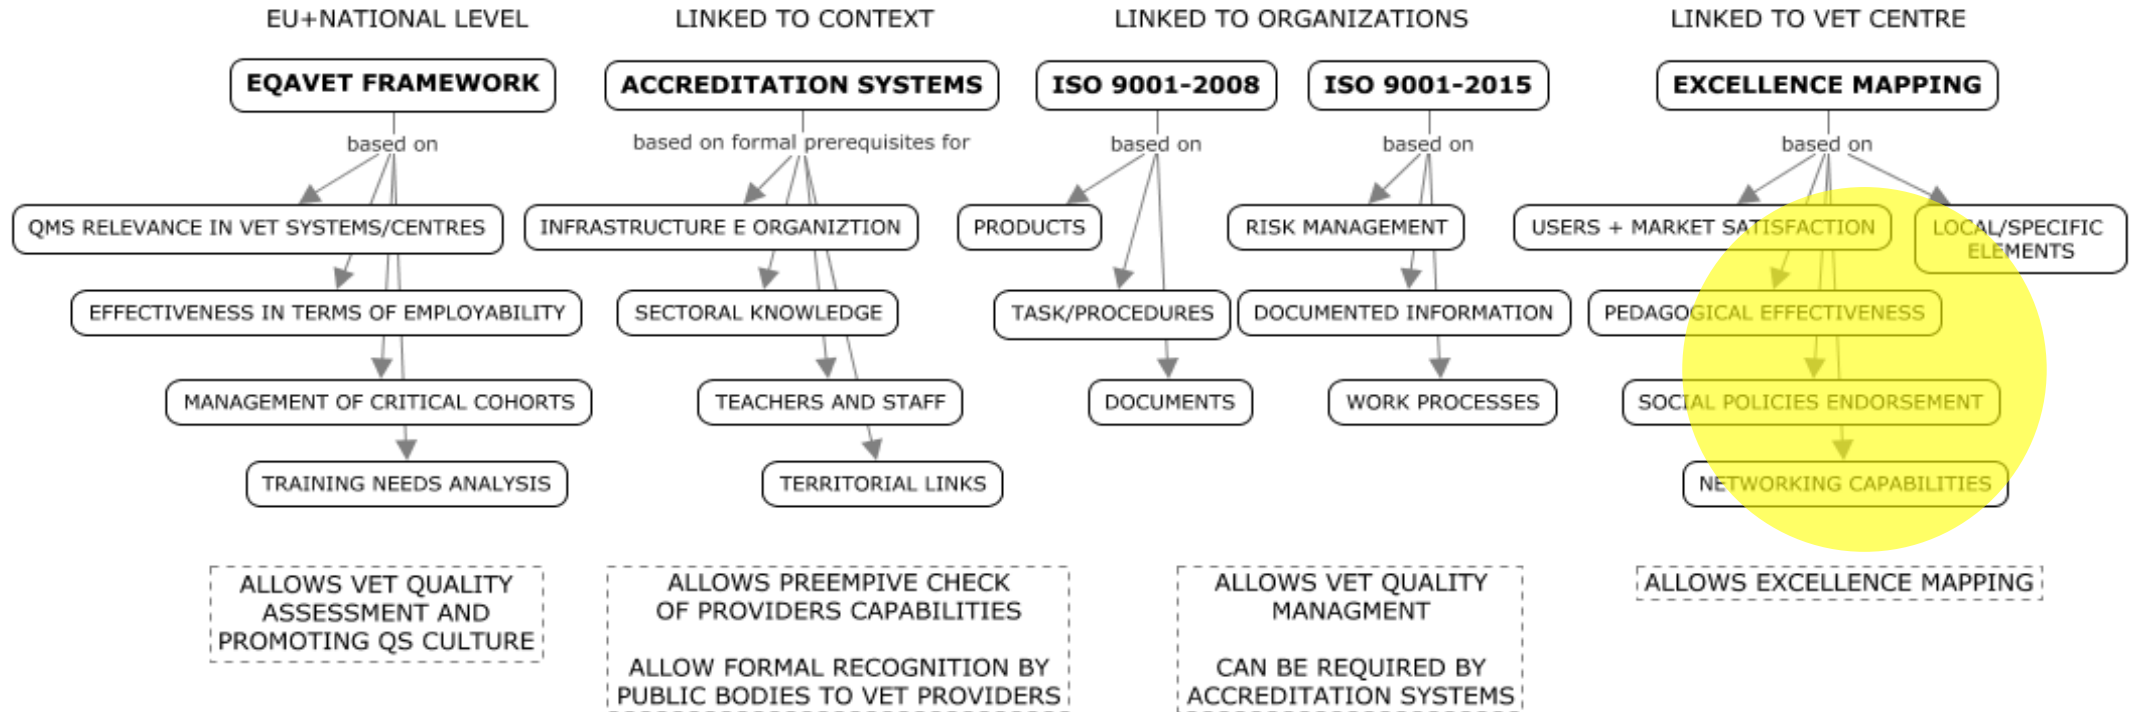 EU+NATIONAL LEVEL
LINKED TO CONTEXT
LINKED TO ORGANIZATIONS
LINKED TO VET CENTRE
EQAVET FRAMEWORK
ACCREDITATION SYSTEMS
ISO 9001-2008
ISO 9001-2015
EXCELLENCE MAPPING
based on
based on formal prerequisites for
based on
based on
based on
QMS RELEVANCE IN VET SYSTEMS/CENTRES
INFRASTRUCTURE E ORGANIZTION
PRODUCTS
RISK MANAGEMENT
USERS + MARKET SATISFACTION
LOCAL/SPECIFIC
ELEMENTS
EFFECTIVENESS IN TERMS OF EMPLOYABILITY
SECTORAL KNOWLEDGE
TASK/PROCEDURES
DOCUMENTED INFORMATION
PEDAGOGICAL EFFECTIVENESS
MANAGEMENT OF CRITICAL COHORTS
TEACHERS AND STAFF
DOCUMENTS
WORK PROCESSES
SOCIAL POLICIES ENDORSEMENT
TRAINING NEEDS ANALYSIS
TERRITORIAL LINKS
NETWORKING CAPABILITIES
ALLOWS VET QUALITY
ASSESSMENT AND
PROMOTING QS CULTURE
ALLOWS PREEMPIVE CHECK
OF PROVIDERS CAPABILITIES
ALLOW FORMAL RECOGNITION BY
PUBLIC BODIES TO VET PROVIDERS
ALLOWS VET QUALITY
MANAGMENT
CAN BE REQUIRED BY
ACCREDITATION SYSTEMS
ALLOWS EXCELLENCE MAPPING